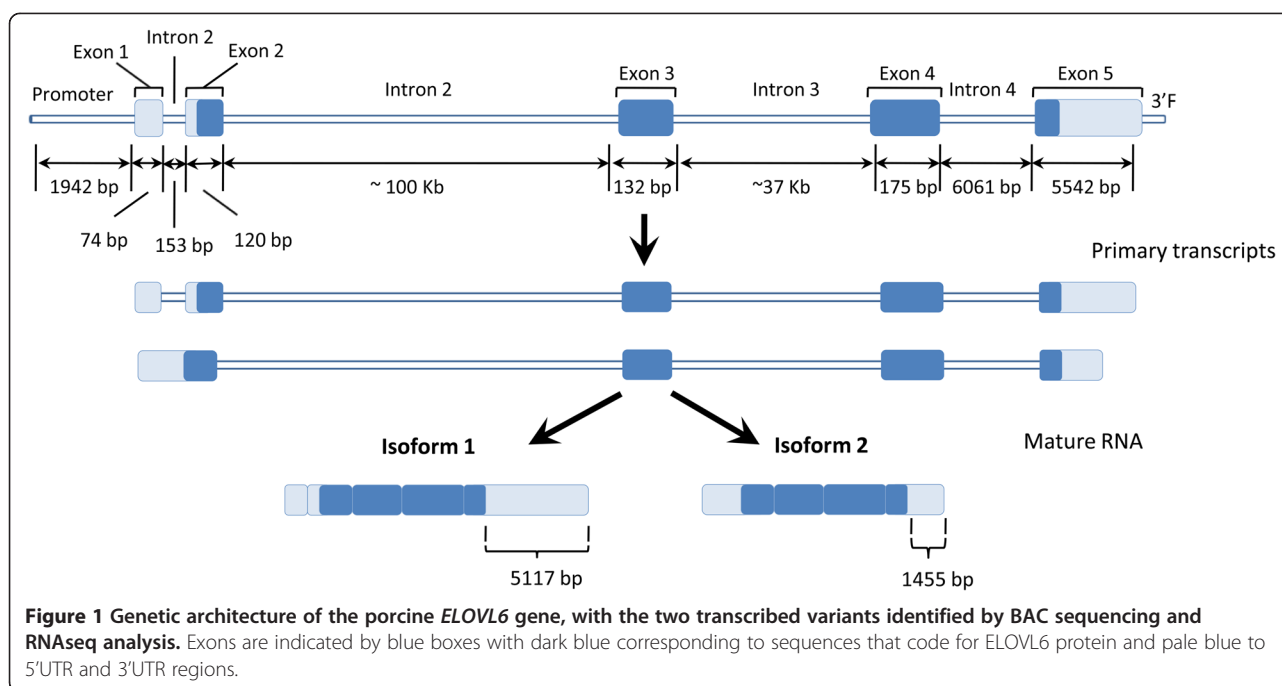 Intron 2
Exon 1
Exon 2
Promoter
Intron 2
Exon 3
Intron 3
Exon 4
Intron 4
Exon 5
3'F
1942 bp
~ 100 Kb
132 bp
~37 Kb
175 bp
6061 bp
5542 bp
74 bp
153 bp
120 bp
Primary transcripts
Isoform 1
Isoform 2
Mature RNA
5117 bp
1455 bp
Figure 1 Genetic architecture of the porcine ELOVL6 gene, with the two transcribed variants identified by BAC sequencing and
RNAseq analysis. Exons are indicated by blue boxes with dark blue corresponding to sequences that code for ELOVL6 protein and pale blue to
5'UTR and 3'UTR regions.